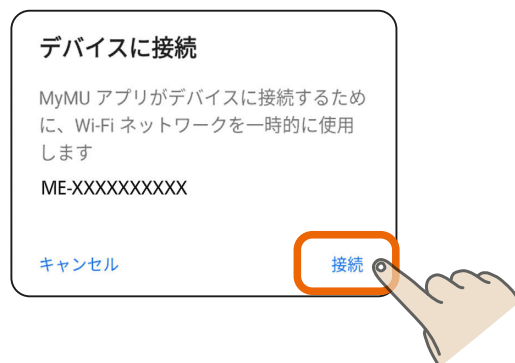 デバイスに接続
MyMU アプリがデバイスに接続するため
に、Wi-Fi ネットワークを一時的に使用
します
ME-XXXXXXXXXX
キャンセル
接続